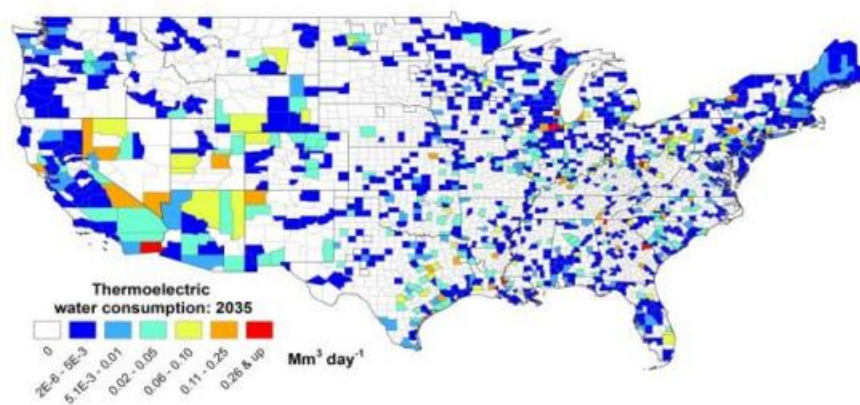 Thermoelectric
water consumption: 2035
0
2E-6 - 5E-3
5.1E-3 - 0.01
0.02 - 0.05
0.06 - 0.10
0.11 - 0.25
0.26 & up
Mm³ day⁻¹